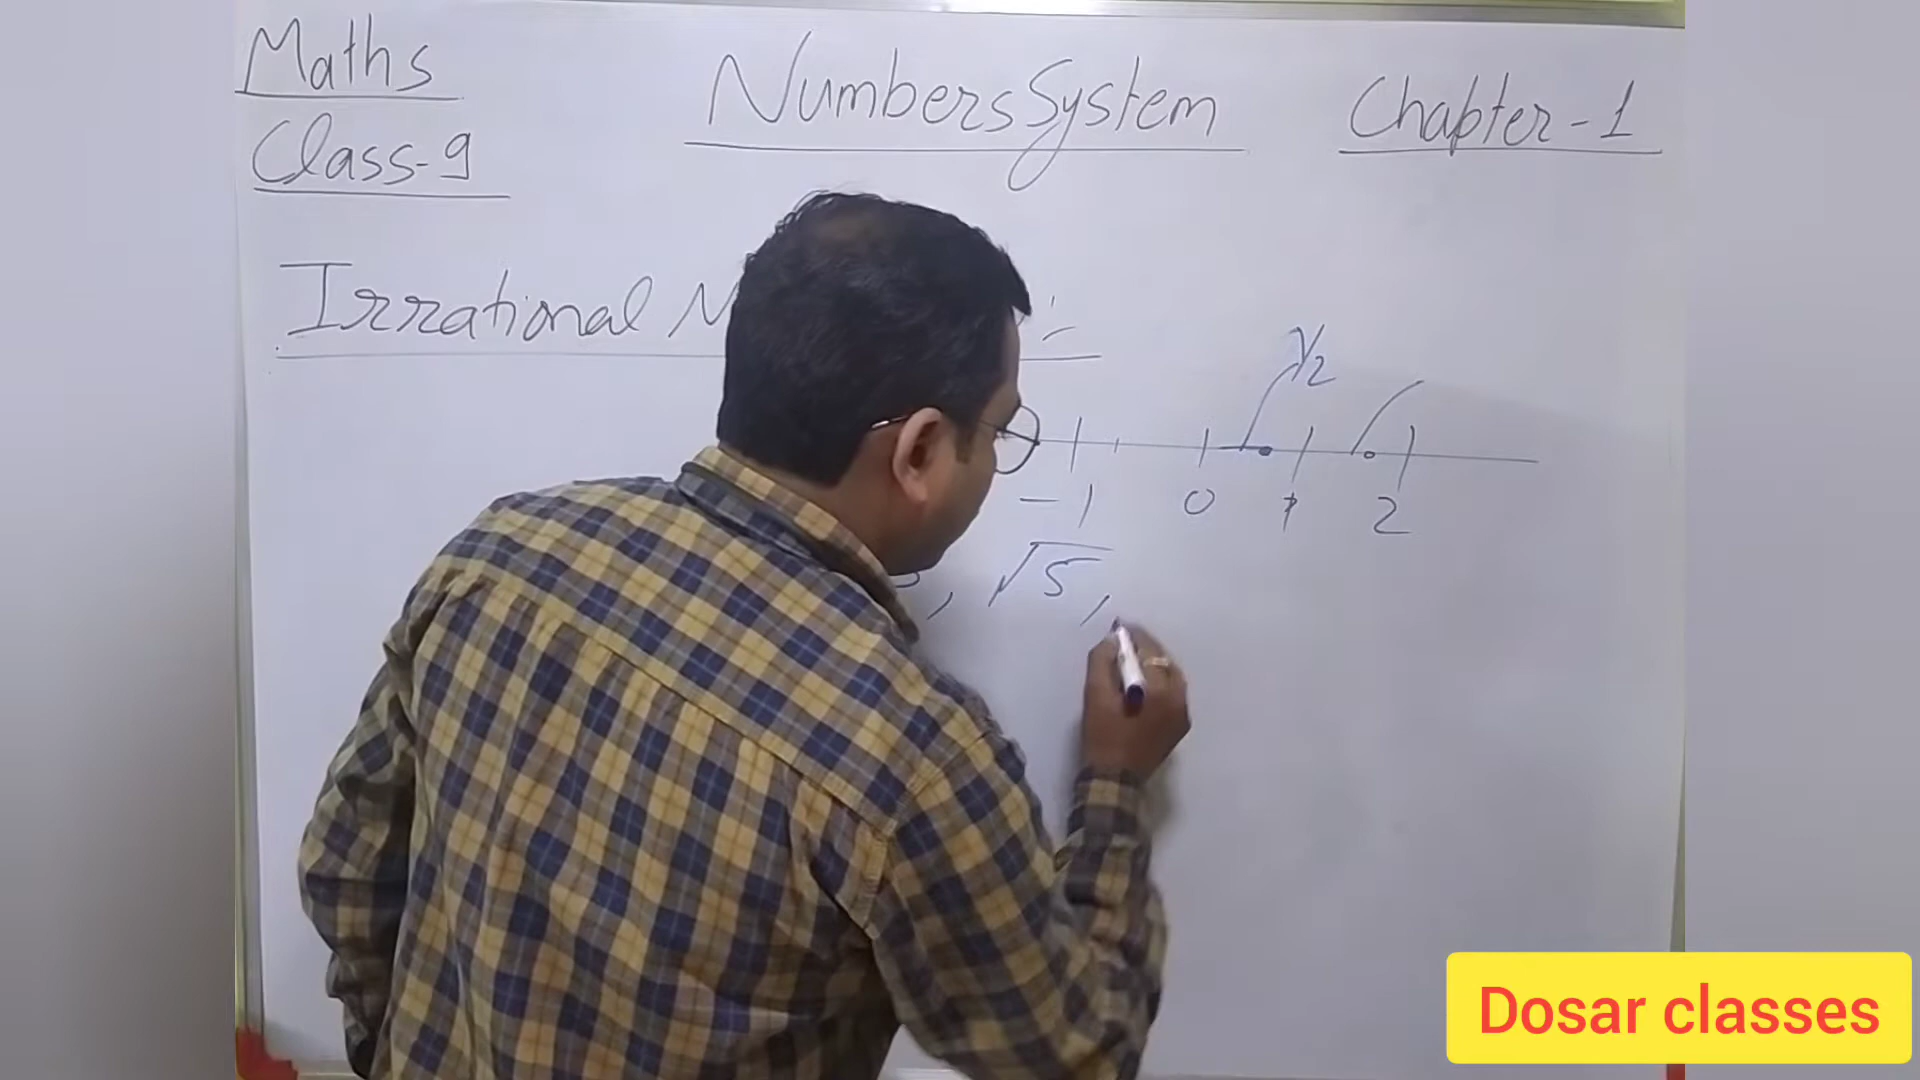 Maths
Class-9
Numbers System
Chapter-1
Irrational
1/2
-1 0 1 2
, √5,
Dosar classes